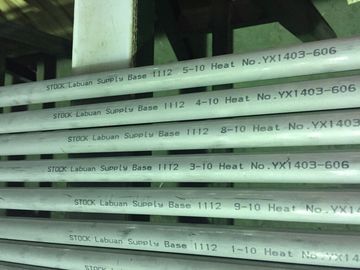 STOCK Labuan Supply Base 1112 5-10 Heat No.YX1403-606
STOCK Labuan Supply Base 1112 4-10 Heat No.YX1403-606
STOCK Labuan Supply Base 1112 8-10 Heat No.YX1403-606
STOCK Labuan Supply Base 1112 3-10 Heat No.YX1403-606
STOCK Labuan Supply Base 1112 9-10 Heat No.YX14
STOCK Labuan Supply Base 1112 1-10 Heat No.YX1